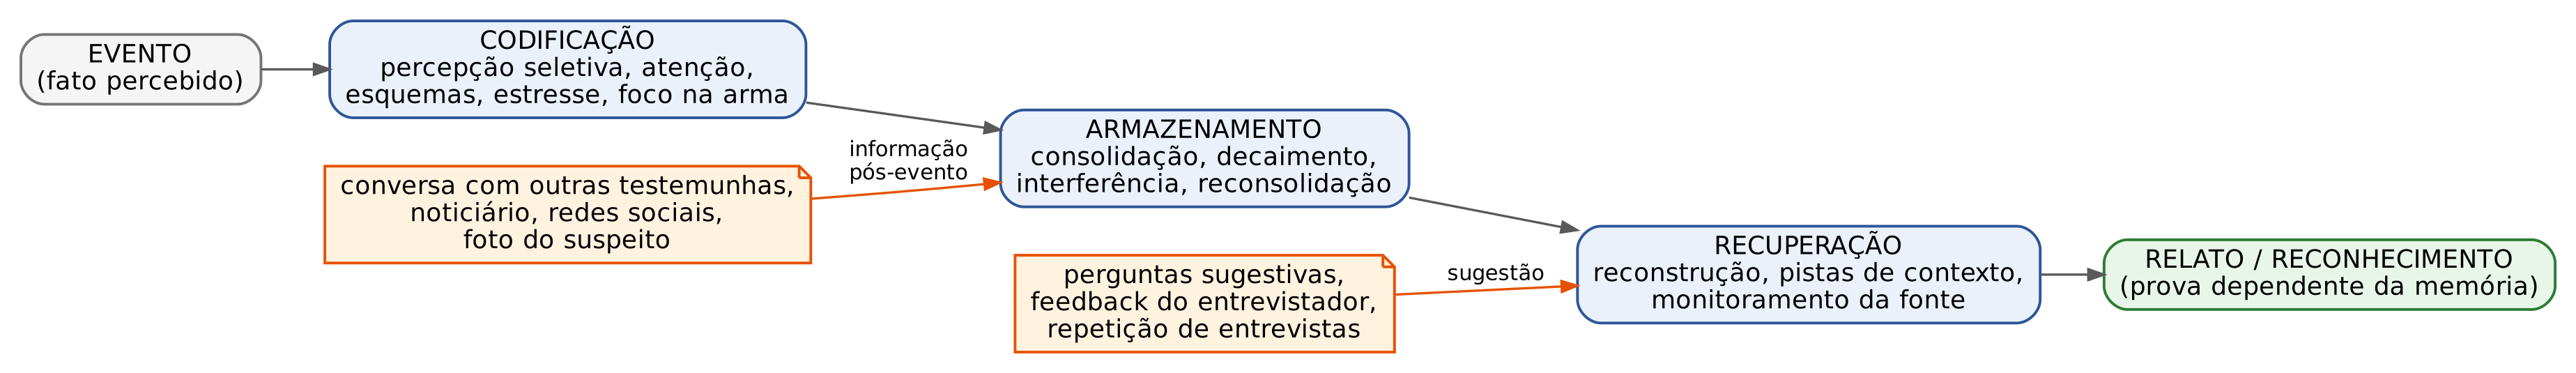 EVENTO
(fato percebido)
CODIFICAÇÃO
percepção seletiva, atenção,
esquemas, estresse, foco na arma
informação
pós-evento
conversa com outras testemunhas,
noticiário, redes sociais,
foto do suspeito
ARMAZENAMENTO
consolidação, decaimento,
interferência, reconsolidação
perguntas sugestivas,
feedback do entrevistador,
repetição de entrevistas
sugestão
RECUPERAÇÃO
reconstrução, pistas de contexto,
monitoramento da fonte
RELATO / RECONHECIMENTO
(prova dependente da memória)